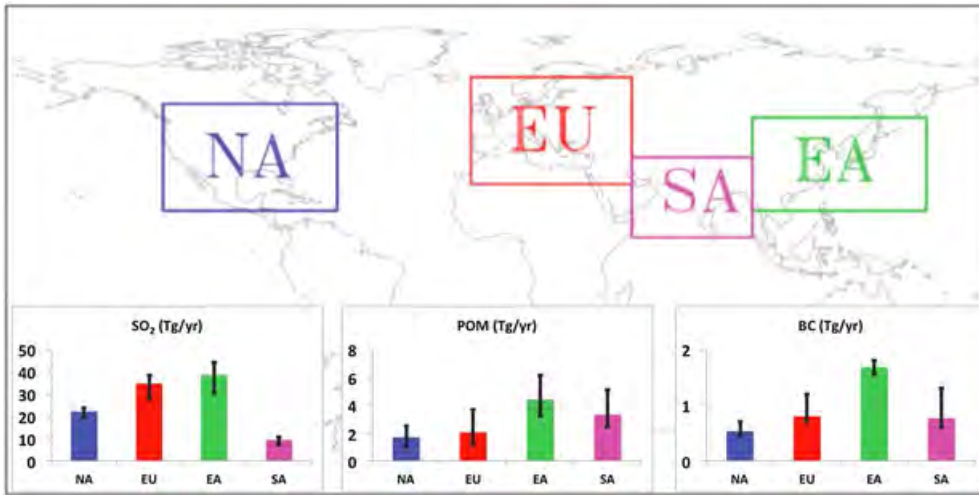 NA
EU
SA
EA
SO₂ (Tg/yr)
50
40
30
20
10
0
NA EU EA SA
POM (Tg/yr)
8
6
4
2
0
NA EU EA SA
BC (Tg/yr)
2
1
0
NA EU EA SA